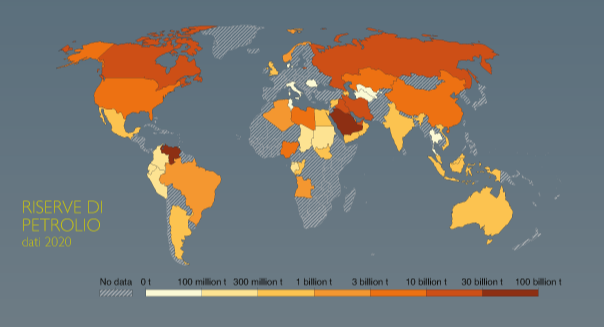 RISERVE DI
PETROLIO
dati 2020
No data 0 t 100 million t 300 million t 1 billion t 3 billion t 10 billion t 30 billion t 100 billion t